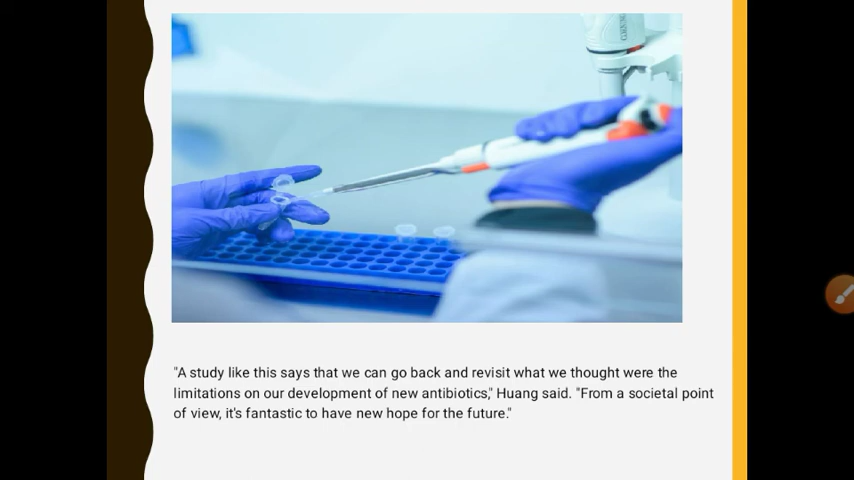 "A study like this says that we can go back and revisit what we thought were the
limitations on our development of new antibiotics," Huang said. "From a societal point
of view, it's fantastic to have new hope for the future."